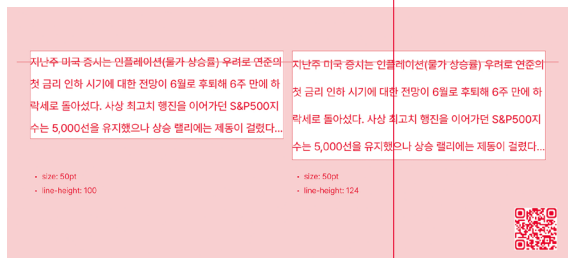 지난주 미국 증시는 인플레이션(물가 상승률) 우려로 연준의
첫 금리 인하 시기에 대한 전망이 6월로 후퇴해 6주 만에 하
락세로 돌아섰다. 사상 최고치 행진을 이어가던 S&P500지
수는 5,000선을 유지했으나 상승 랠리에는 제동이 걸렸다...
• size: 50pt
• line-height: 100
지난주 미국 증시는 인플레이션(물가 상승률) 우려로 연준의
첫 금리 인하 시기에 대한 전망이 6월로 후퇴해 6주 만에 하
락세로 돌아섰다. 사상 최고치 행진을 이어가던 S&P500지
수는 5,000선을 유지했으나 상승 랠리에는 제동이 걸렸다...
• size: 50pt
• line-height: 124